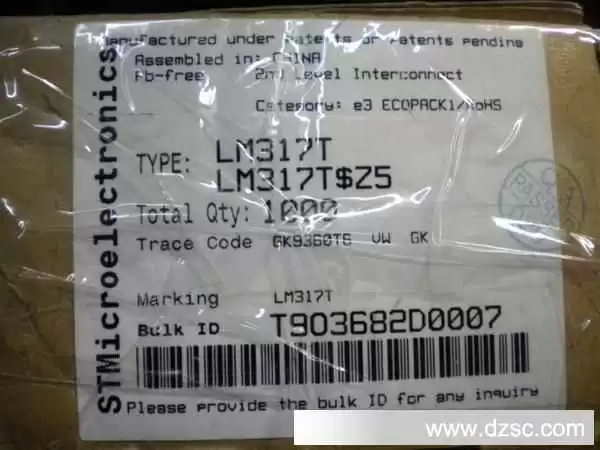 Manufactured under patents or patents pending
Assembled in: CHINA
Pb-free 2nd Level Interconnect
Category: e3 ECOPACK1/RoHS
TYPE: LM317T
LM317T$Z5
Total Qty: 1000
Trace Code GK9360TS VW GK
Marking LM317T
Bulk ID T903682D0007
Please provide the bulk ID for any inquiry
STMicroelectronics
PASSED
www.dzsc.com